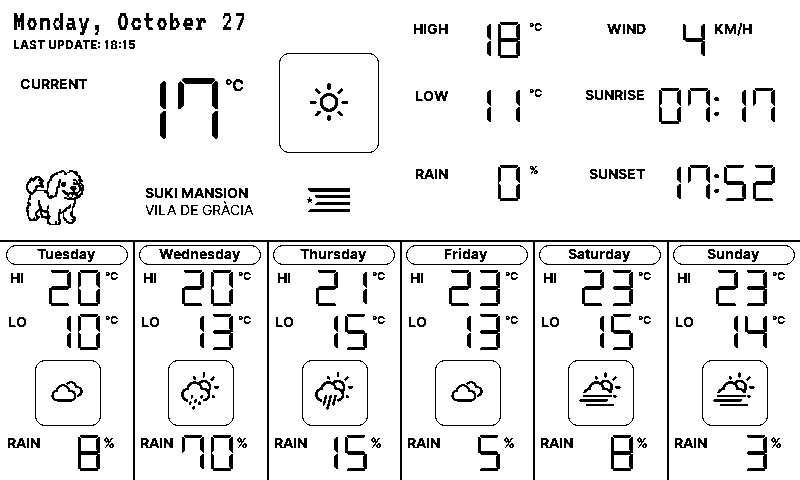 Monday, October 27
LAST UPDATE: 18:15
CURRENT 17 °C
SUKI MANSION
VILA DE GRÀCIA
HIGH 18 °C
LOW 11 °C
RAIN 0 %
WIND 4 KM/H
SUNRISE 07:17
SUNSET 17:52
Tuesday
HI 20 °C
LO 10 °C
RAIN 8 %
Wednesday
HI 20 °C
LO 13 °C
RAIN 70 %
Thursday
HI 21 °C
LO 15 °C
RAIN 15 %
Friday
HI 23 °C
LO 13 °C
RAIN 5 %
Saturday
HI 23 °C
LO 15 °C
RAIN 8 %
Sunday
HI 23 °C
LO 14 °C
RAIN 3 %